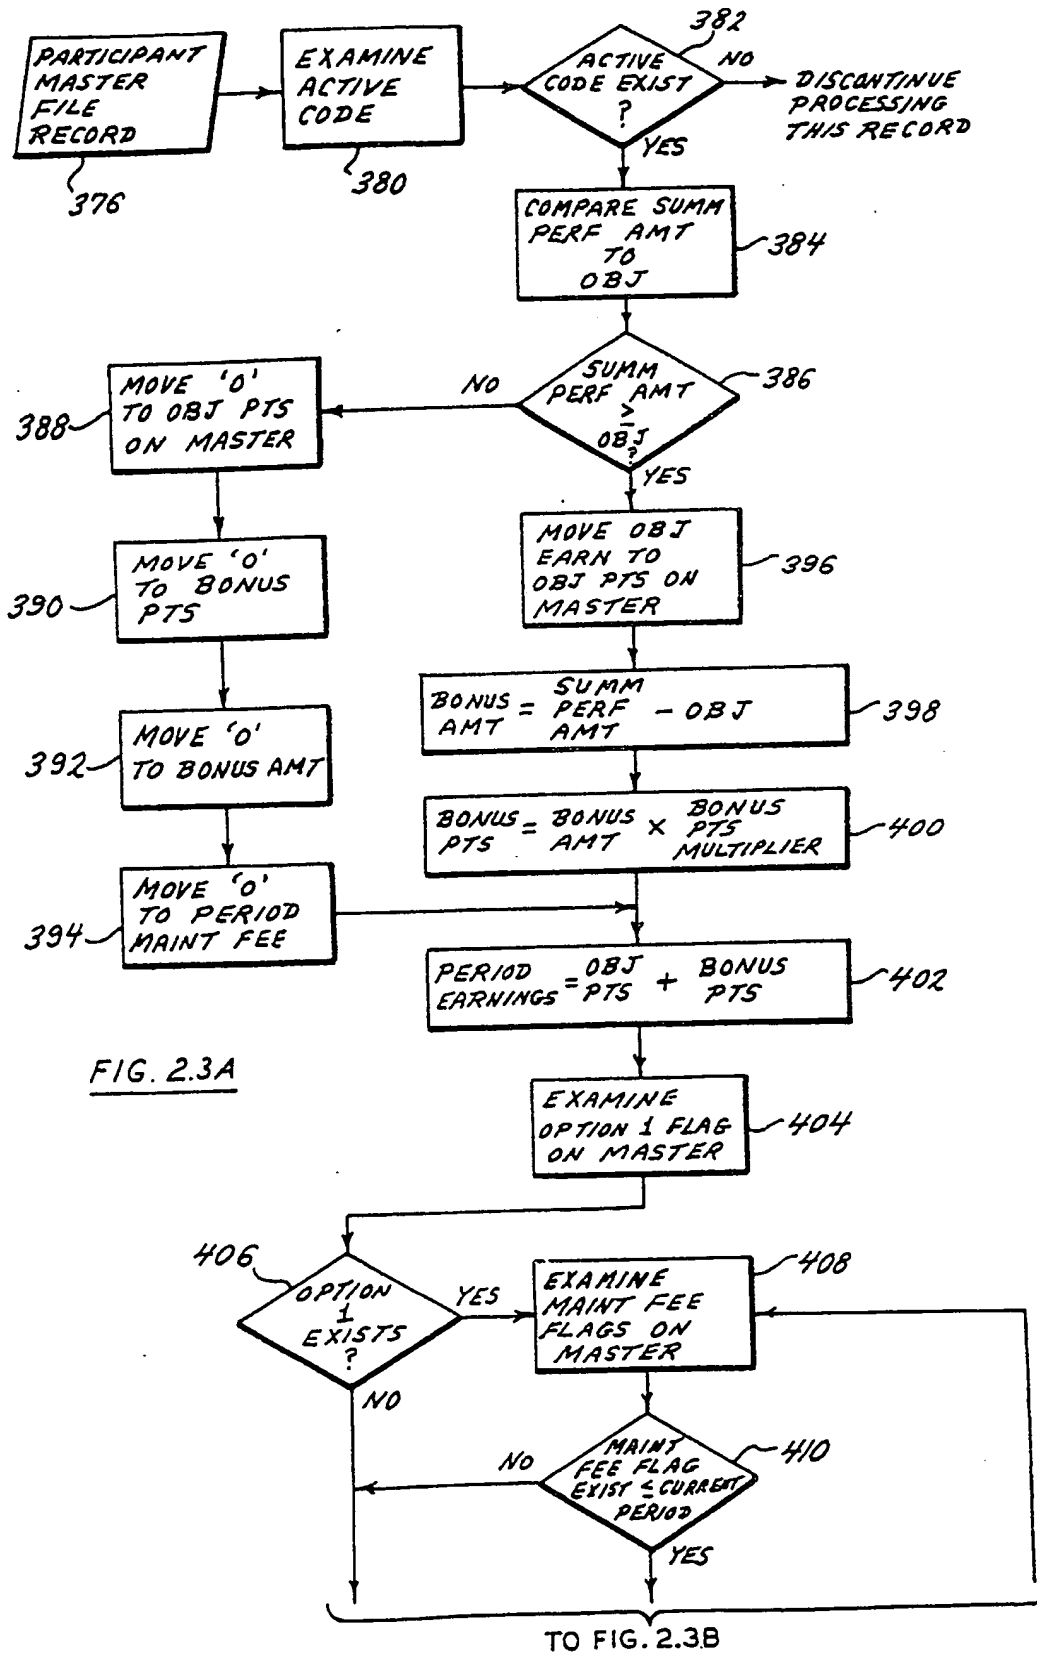 PARTICIPANT
MASTER
FILE
RECORD
376
EXAMINE
ACTIVE
CODE
380
ACTIVE
CODE EXIST
?
382
NO
DISCONTINUE
PROCESSING
THIS RECORD
YES
COMPARE SUMM
PERF AMT
TO
OBJ
384
SUMM
PERF AMT
≥
OBJ
?
386
NO
YES
MOVE '0'
TO OBJ PTS
ON MASTER
388
MOVE '0'
TO BONUS
PTS
390
MOVE '0'
TO BONUS AMT
392
MOVE '0'
TO PERIOD
MAINT FEE
394
MOVE OBJ
EARN TO
OBJ PTS ON
MASTER
396
BONUS AMT = SUMM PERF AMT - OBJ
398
BONUS PTS = BONUS AMT × BONUS PTS MULTIPLIER
400
PERIOD EARNINGS = OBJ PTS + BONUS PTS
402
FIG. 2.3A
EXAMINE
OPTION 1 FLAG
ON MASTER
404
406
OPTION
1
EXISTS
?
YES
NO
EXAMINE
MAINT FEE
FLAGS ON
MASTER
408
MAINT
FEE FLAG
EXIST ≤ CURRENT
PERIOD
410
NO
YES
TO FIG. 2.3B